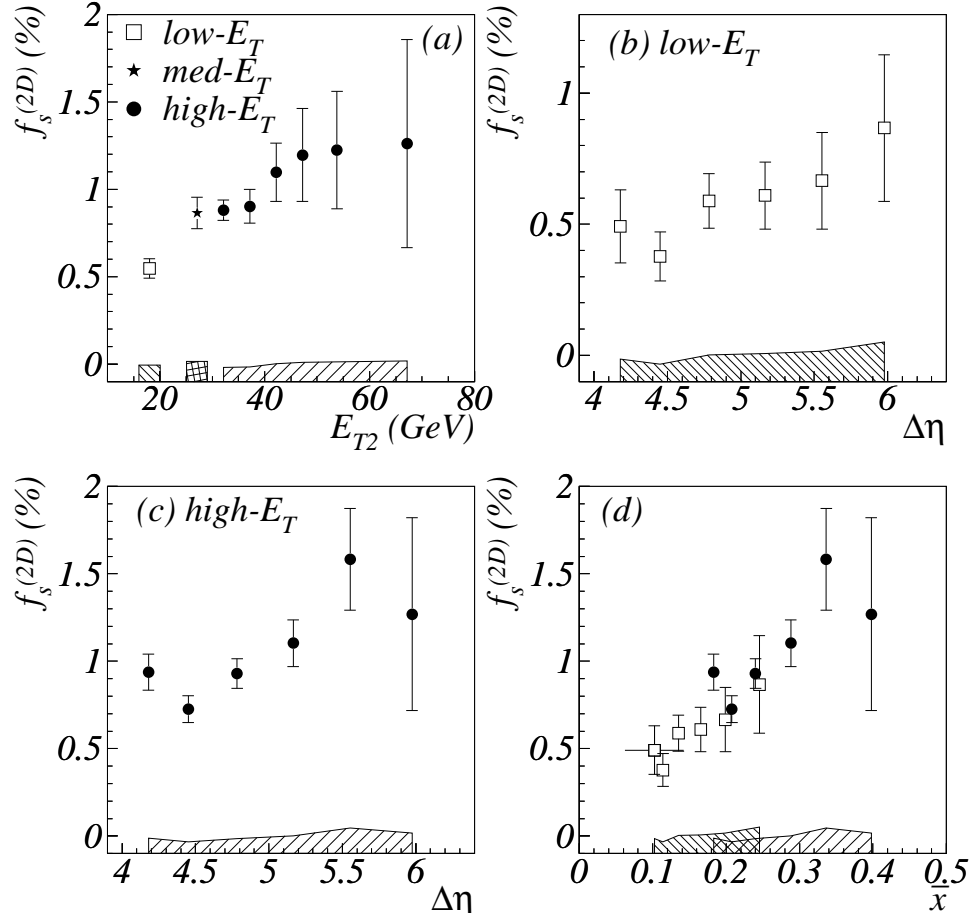 f_s^(2D) (%)
2
1.5
1
0.5
0
(a)
low-E_T
med-E_T
high-E_T
20 40 60 80
E_T2 (GeV)
f_s^(2D) (%)
1
0.5
0
(b) low-E_T
4 4.5 5 5.5 6
Δη
f_s^(2D) (%)
2
1.5
1
0.5
0
(c) high-E_T
4 4.5 5 5.5 6
Δη
f_s^(2D) (%)
2
1.5
1
0.5
0
(d)
0 0.1 0.2 0.3 0.4 0.5
x̄